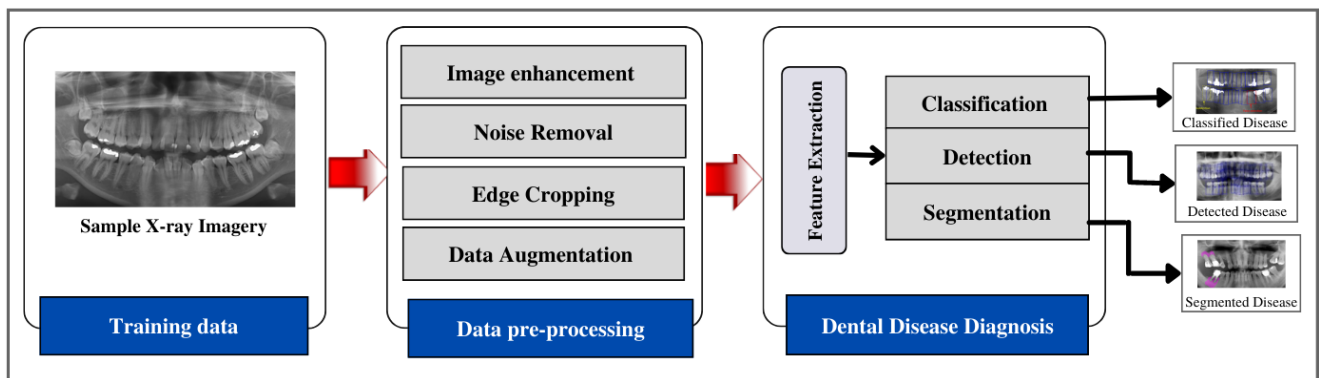 Sample X-ray Imagery
Training data
Image enhancement
Noise Removal
Edge Cropping
Data Augmentation
Data pre-processing
Feature Extraction
Classification
Detection
Segmentation
Dental Disease Diagnosis
Classified Disease
Detected Disease
Segmented Disease